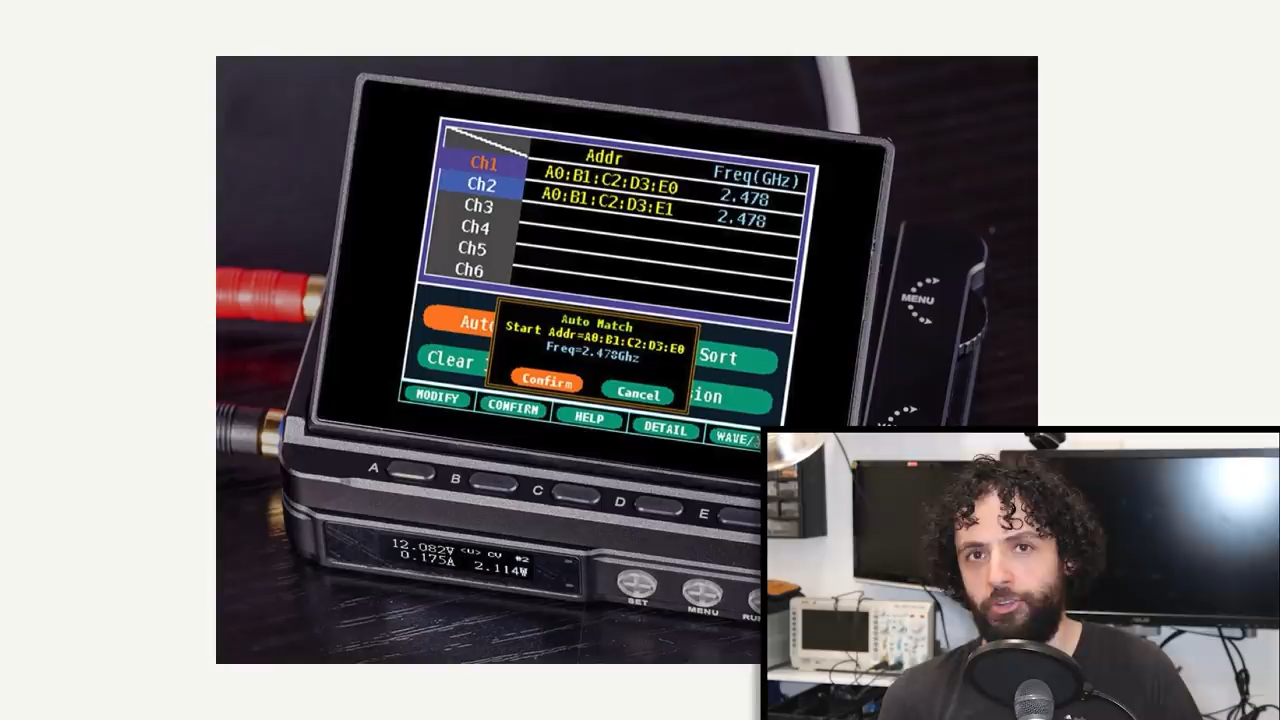 Addr Freq(GHz)
Ch1 A0:B1:C2:D3:E0 2.478
Ch2 A0:B1:C2:D3:E1 2.478
Ch3
Ch4
Ch5
Ch6
Auto Match
Start Addr=A0:B1:C2:D3:E0
Freq=2.478Ghz
Confirm Cancel
Sort
Clear
MODIFY CONFIRM HELP DETAIL WAVE/
MENU
A B C D E
12.082V <U> CV #2
0.175A 2.114W
SET MENU